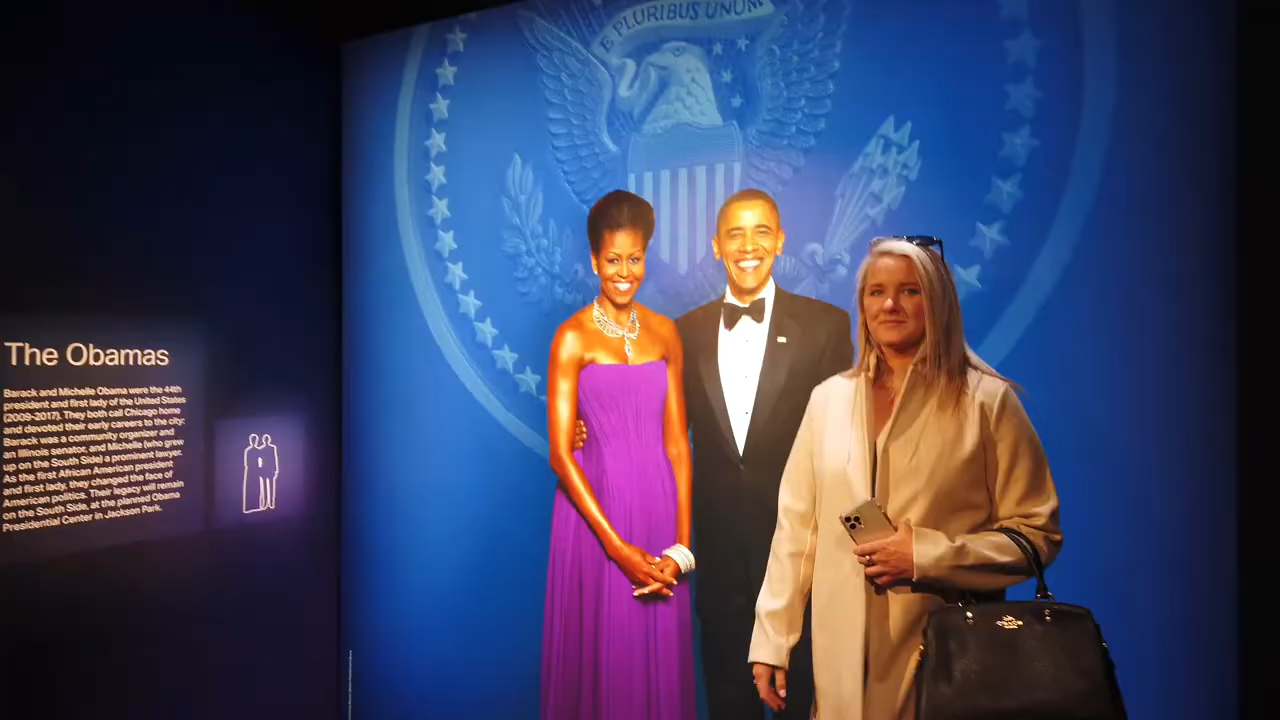 E PLURIBUS UNUM
The Obamas
Barack and Michelle Obama were the 44th
president and first lady of the United States
(2009-2017). They both call Chicago home
and devoted their early careers to the city:
Barack was a community organizer and
an Illinois senator, and Michelle (who grew
up on the South Side) a prominent lawyer.
As the first African American president
and first lady, they changed the face of
American politics. Their legacy will remain
on the South Side, at the planned Obama
Presidential Center in Jackson Park.
COACH